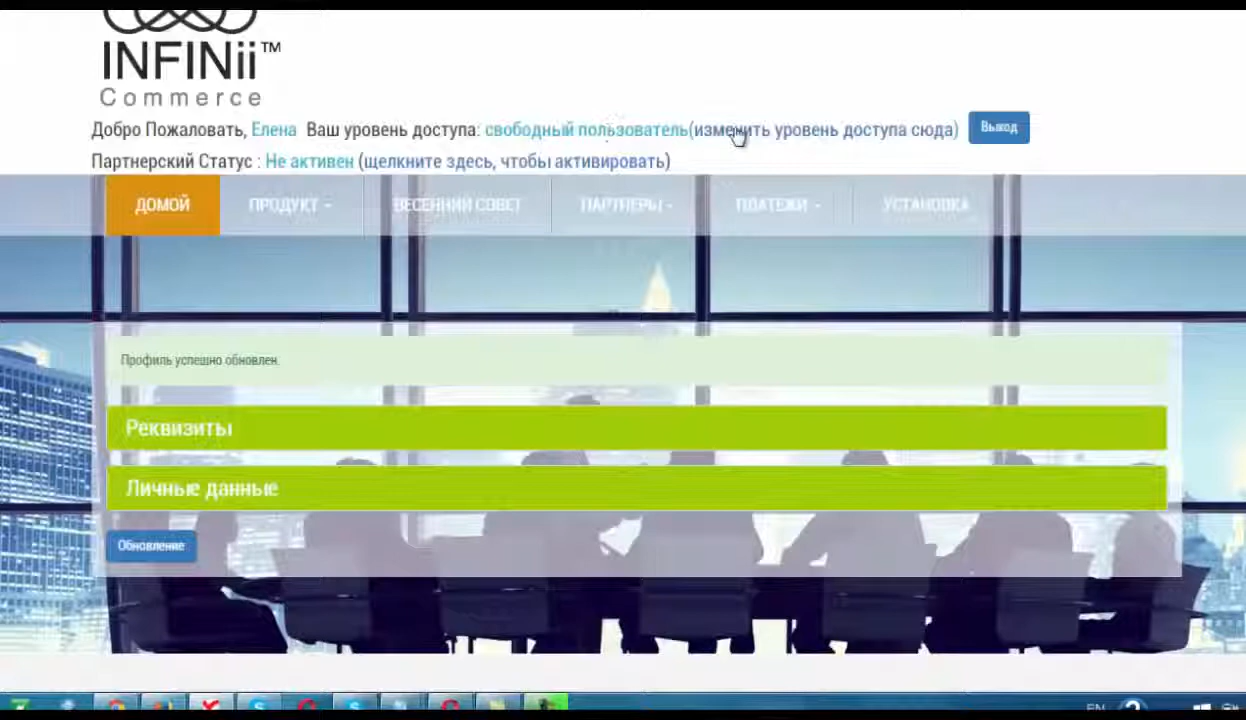 INFINii™
Commerce
Добро Пожаловать, Елена Ваш уровень доступа: свободный пользователь(изменить уровень доступа сюда) Выход
Партнерский Статус : Не активен (щелкните здесь, чтобы активировать)
ДОМОЙ ПРОДУКТ ВЕСЕННИЙ СОВЕТ ПАРТНЕРЫ ПЛАТЕЖИ УСТАНОВКА
Профиль успешно обновлен.
Реквизиты
Личные данные
Обновление
EN